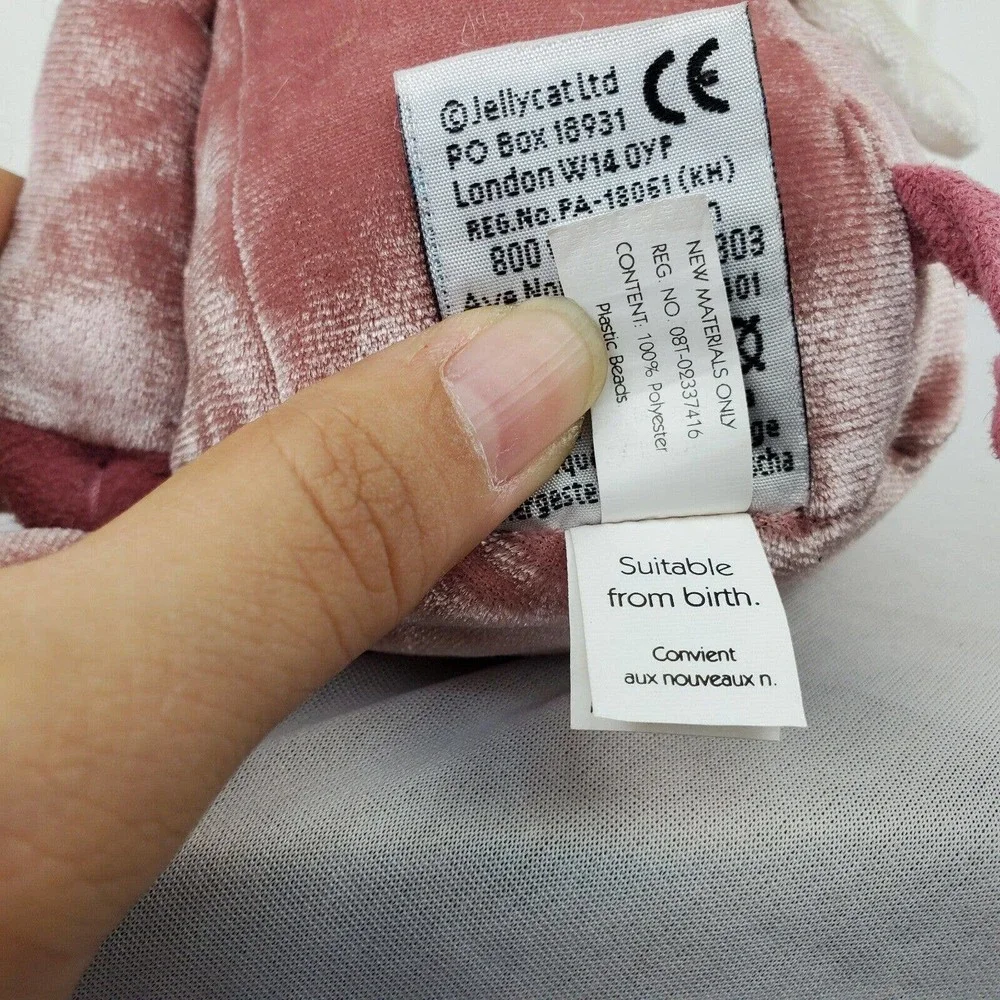 ©Jellycat Ltd
CE
PO Box 18931
London W14 0YP
REG.No.PA-18061 (KH)
800
303
NEW MATERIALS ONLY
REG. NO. 08T-02337416
CONTENT: 100% Polyester
Plastic Beads
Suitable
from birth.
Convient
aux nouveaux n.